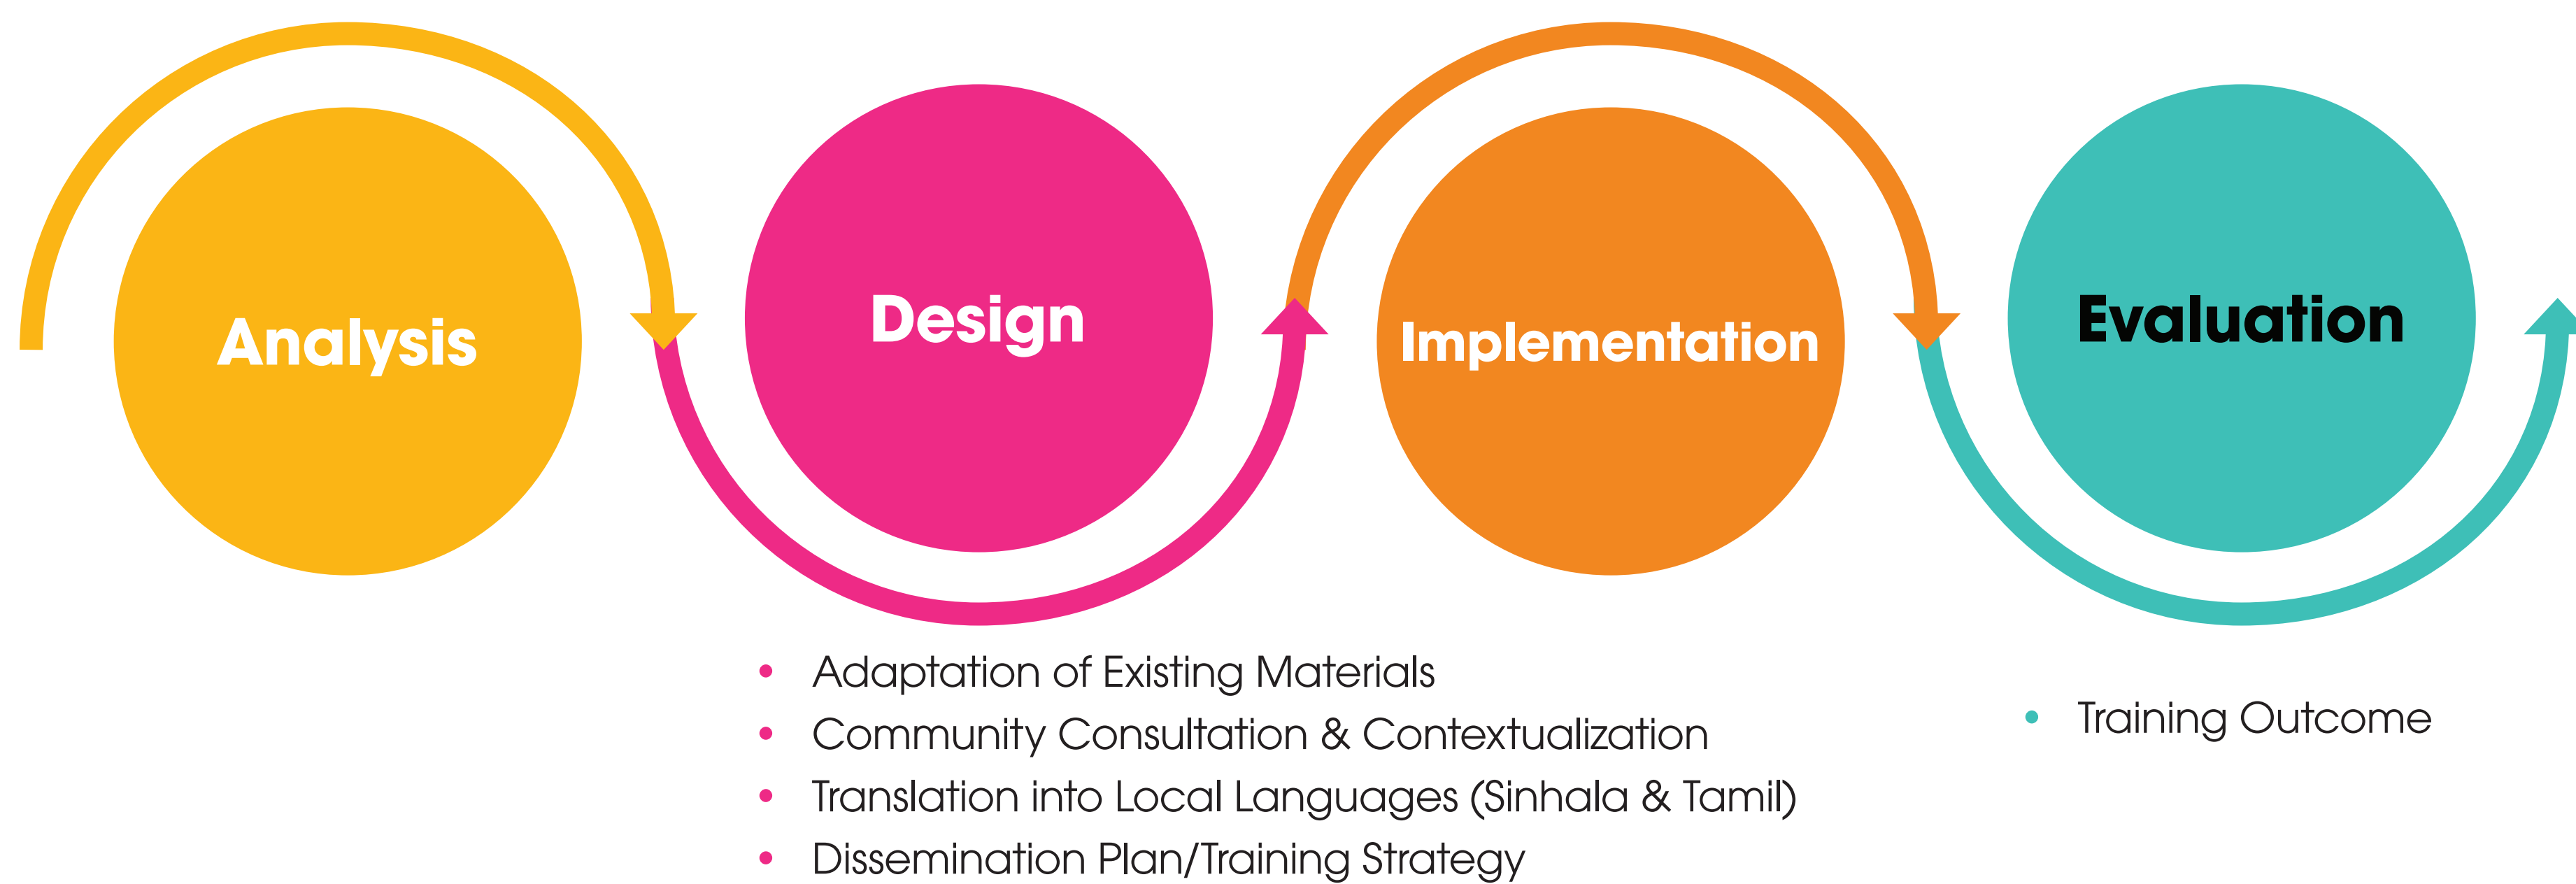 Analysis
Design
Implementation
Evaluation
• Adaptation of Existing Materials
• Community Consultation & Contextualization
• Translation into Local Languages (Sinhala & Tamil)
• Dissemination Plan/Training Strategy
• Training Outcome